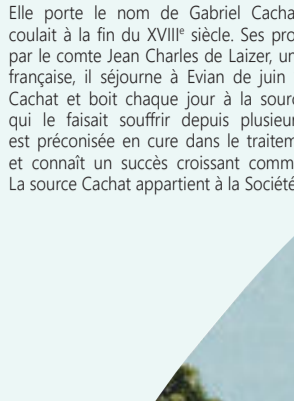 Elle porte le nom de Gabriel Cacha
coulait à la fin du XVIIIᵉ siècle. Ses pro
par le comte Jean Charles de Laizer, un
française, il séjourne à Evian de juin
Cachat et boit chaque jour à la sour
qui le faisait souffrir depuis plusieur
est préconisée en cure dans le traitem
et connaît un succès croissant comm
La source Cachat appartient à la Société